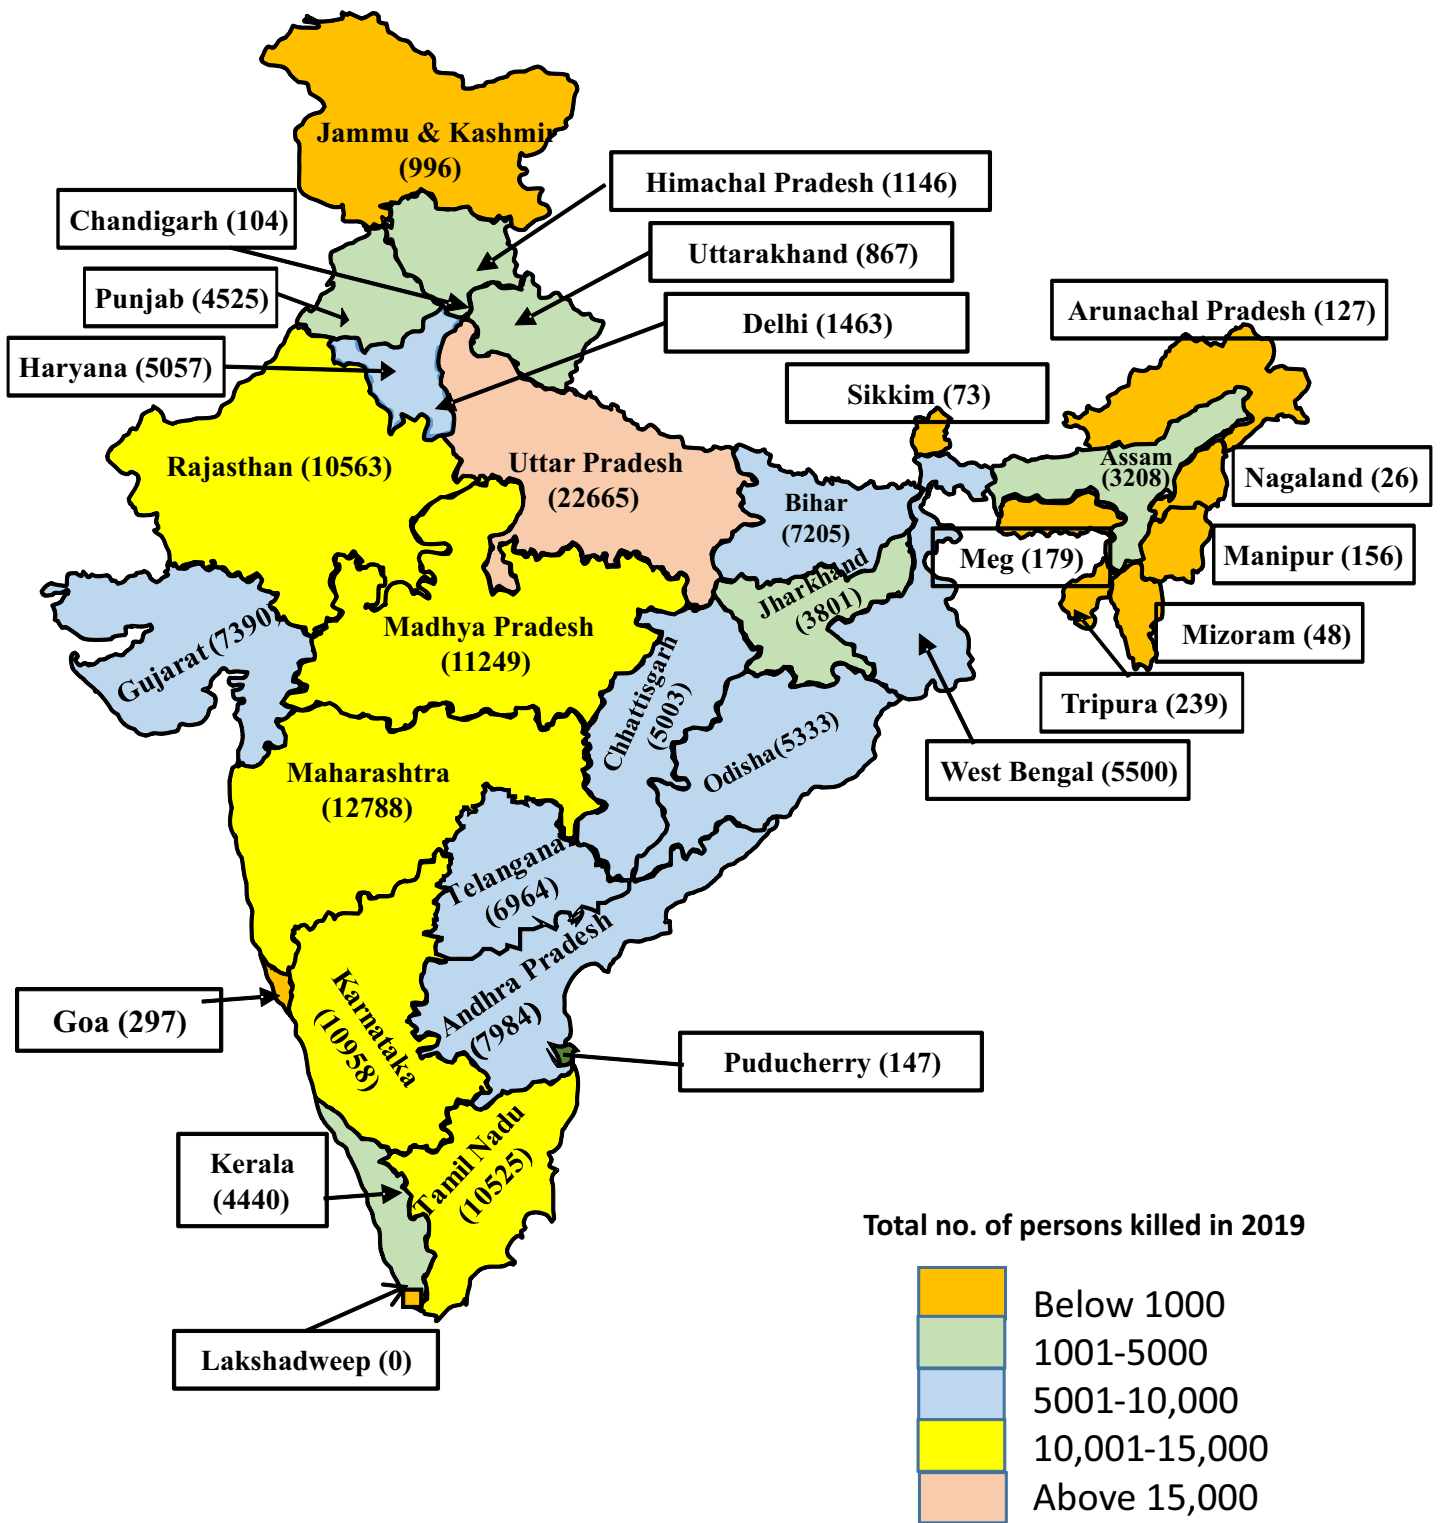 Jammu & Kashmir
(996)
Himachal Pradesh (1146)
Chandigarh (104)
Uttarakhand (867)
Punjab (4525)
Delhi (1463)
Arunachal Pradesh (127)
Haryana (5057)
Sikkim (73)
Rajasthan (10563)
Uttar Pradesh
(22665)
Assam
(3208)
Nagaland (26)
Bihar
(7205)
Meg (179)
Manipur (156)
Jharkhand
(3801)
Gujarat (7390)
Madhya Pradesh
(11249)
Mizoram (48)
Chhattisgarh
(5003)
Tripura (239)
Odisha(5333)
West Bengal (5500)
Maharashtra
(12788)
Telangana
(6964)
Andhra Pradesh
(7984)
Karnataka
(10958)
Goa (297)
Puducherry (147)
Kerala
(4440)
Tamil Nadu
(10525)
Lakshadweep (0)
Total no. of persons killed in 2019
Below 1000
1001-5000
5001-10,000
10,001-15,000
Above 15,000